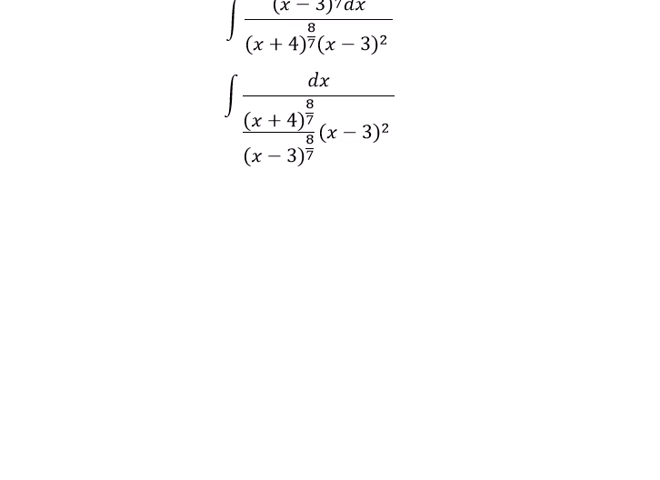 ∫ (x − 3)^{8/7} dx / ((x + 4)^{8/7} (x − 3)²)
∫ dx / (((x + 4)^{8/7} / (x − 3)^{8/7}) (x − 3)²)